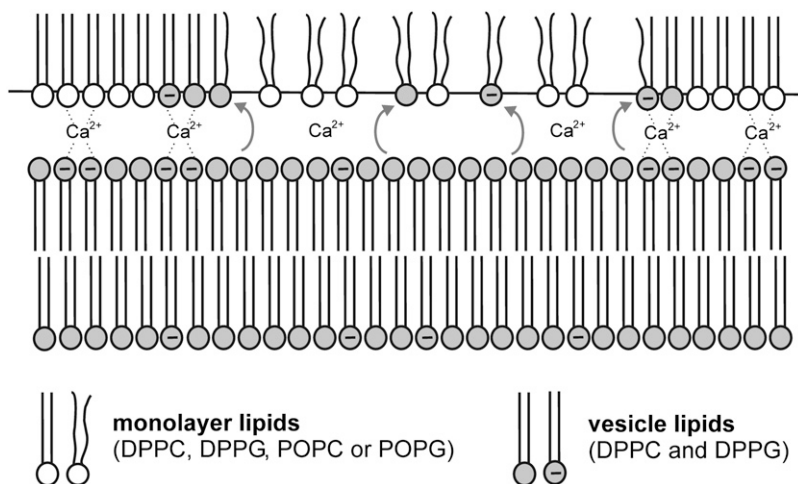 Ca2+ Ca2+ Ca2+ Ca2+ Ca2+ Ca2+
monolayer lipids
(DPPC, DPPG, POPC or POPG)
vesicle lipids
(DPPC and DPPG)